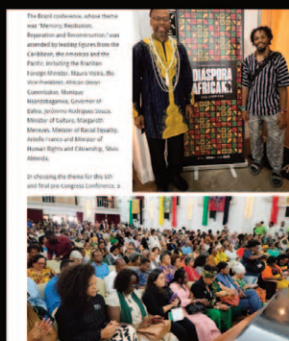 The Brazil conference, whose theme
was "Memory, Restitution,
Reparation and Reconstruction," was
attended by leading figures from the
Caribbean, the Americas and the
Pacific, including the Brazilian
Foreign Minister, Mauro Vieira, the
Vice-President, African Union
Commission, Monique
Nsanzabaganwa, Governor of
Bahia, Jerônimo Rodrigues Souza,
Minister of Culture, Margareth
Menezes, Minister of Racial Equality,
Anielle Franco and Minister of
Human Rights and Citizenship, Silvio
Almeida.
In choosing the theme for this 6th
and final pre-Congress Conference, a
DIÁSPORA
AFRICANA